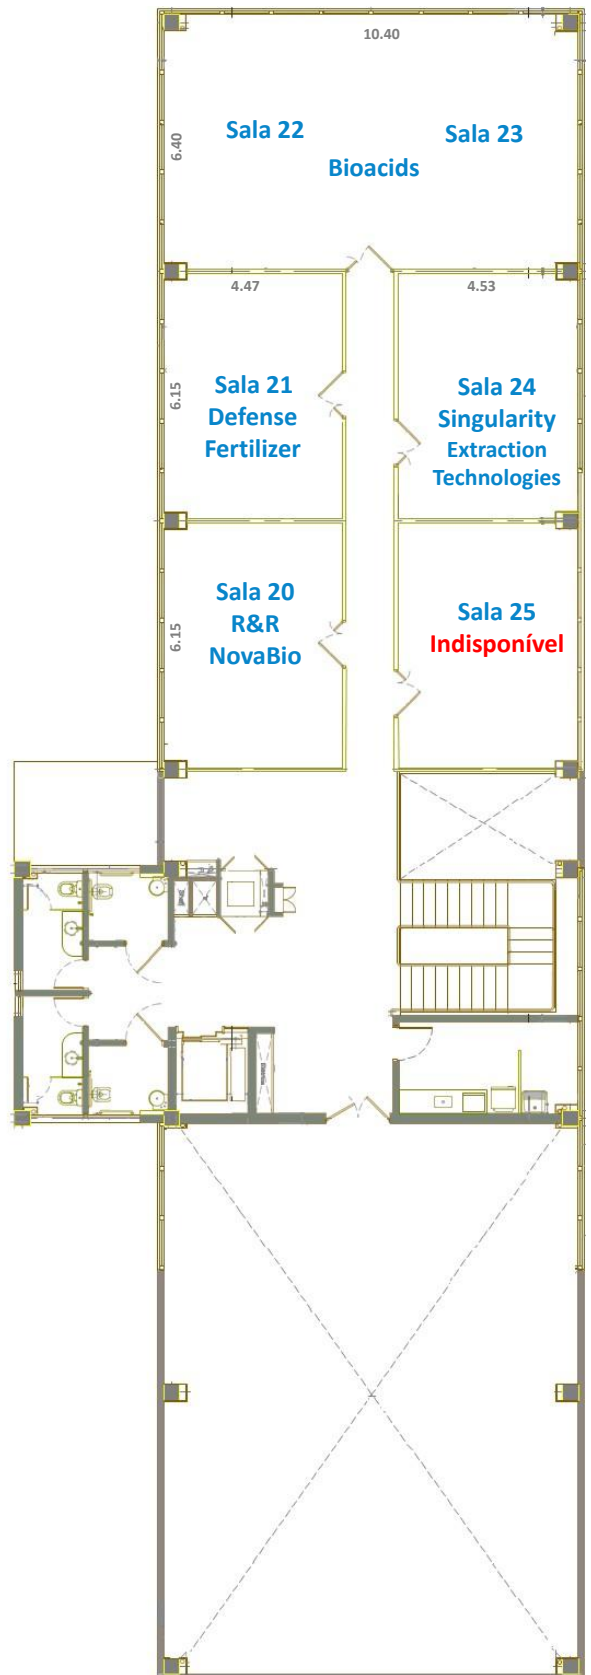 10.40
6.40
Sala 22
Sala 23
Bioacids
4.47
4.53
6.15
Sala 21
Defense
Fertilizer
Sala 24
Singularity
Extraction
Technologies
6.15
Sala 20
R&R
NovaBio
Sala 25
Indisponível